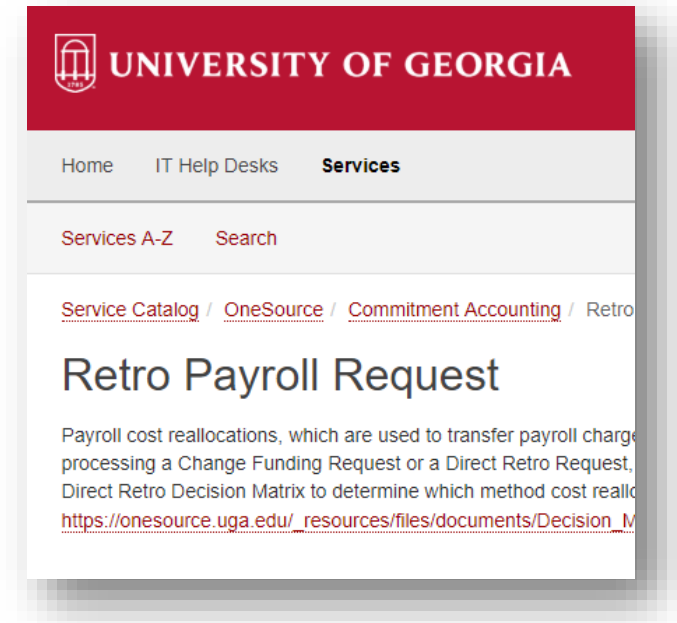 1785
UNIVERSITY OF GEORGIA
Home IT Help Desks Services
Services A-Z Search
Service Catalog / OneSource / Commitment Accounting / Retro
Retro Payroll Request
Payroll cost reallocations, which are used to transfer payroll charge
processing a Change Funding Request or a Direct Retro Request,
Direct Retro Decision Matrix to determine which method cost reallo
https://onesource.uga.edu/_resources/files/documents/Decision_M